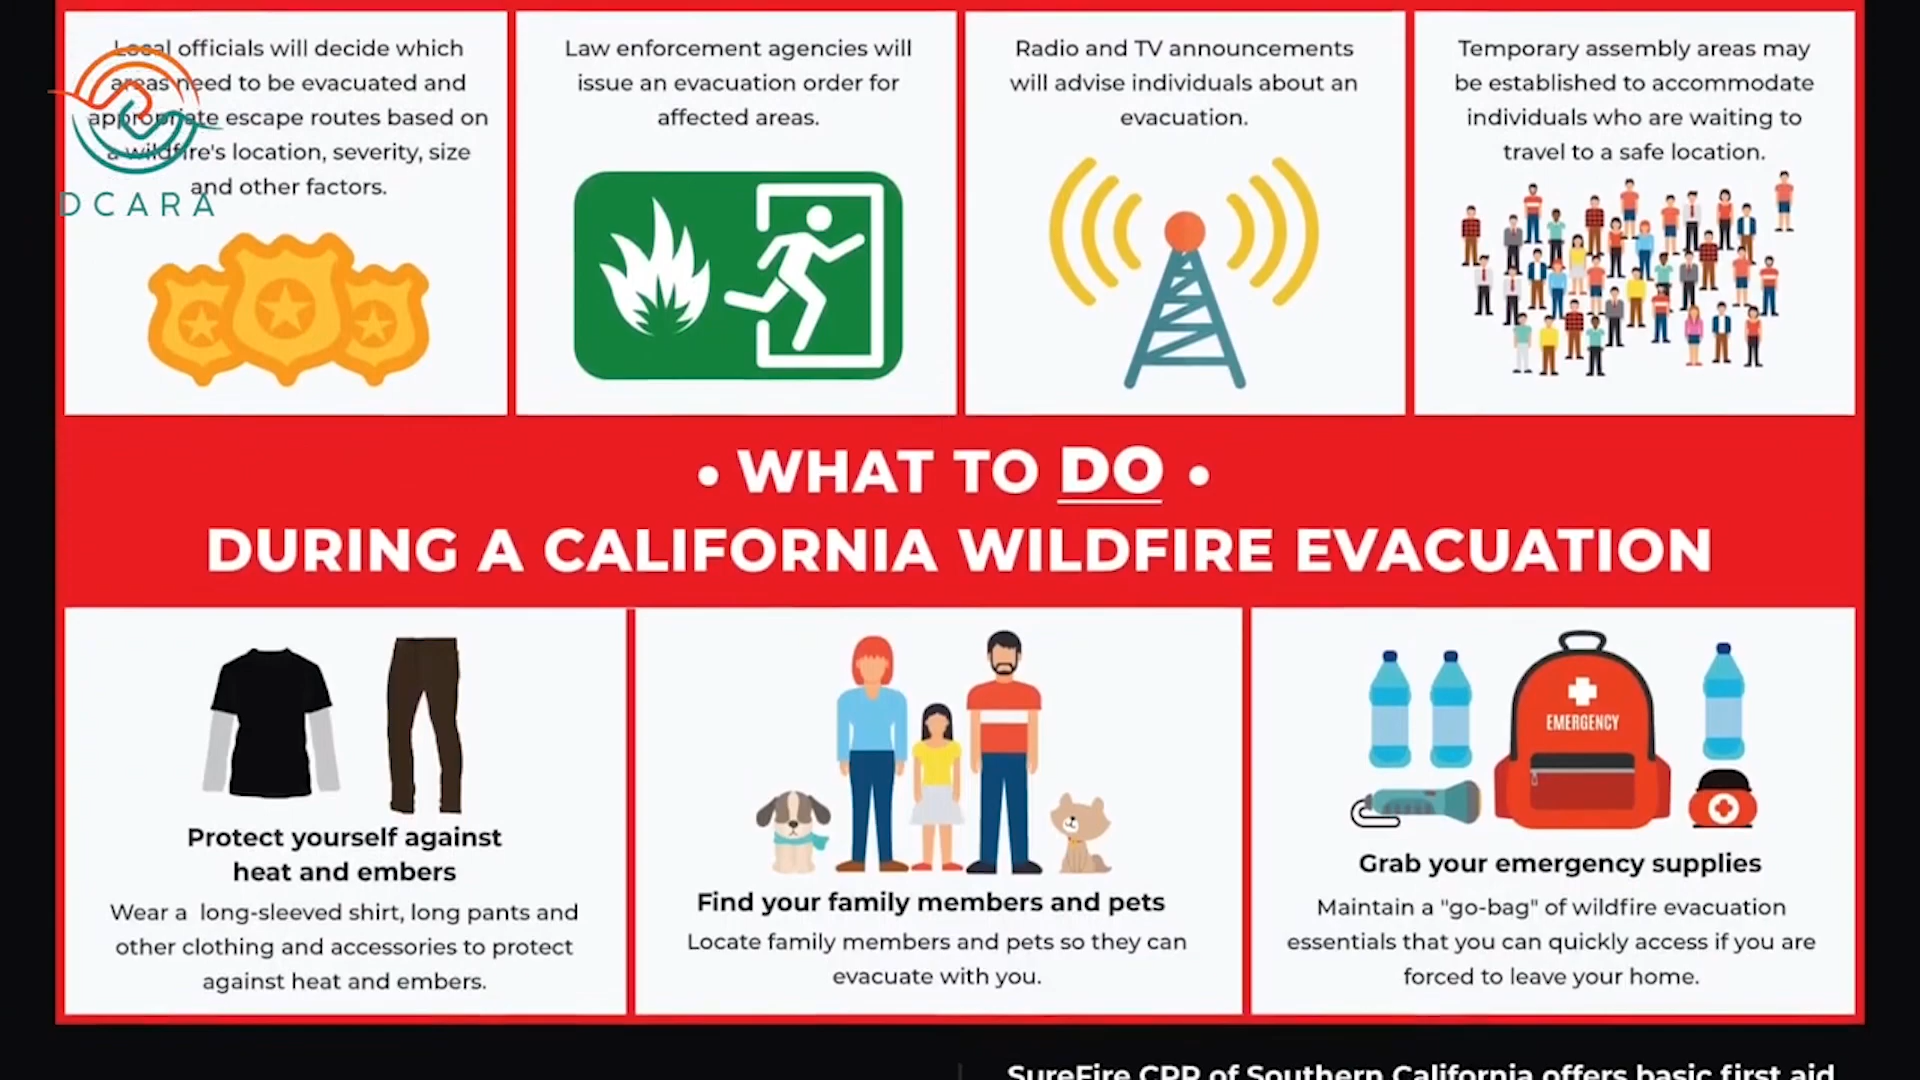 Local officials will decide which
areas need to be evacuated and
appropriate escape routes based on
a wildfire's location, severity, size
and other factors.
DCARA
Law enforcement agencies will
issue an evacuation order for
affected areas.
Radio and TV announcements
will advise individuals about an
evacuation.
Temporary assembly areas may
be established to accommodate
individuals who are waiting to
travel to a safe location.
• WHAT TO DO •
DURING A CALIFORNIA WILDFIRE EVACUATION
Protect yourself against
heat and embers
Wear a long-sleeved shirt, long pants and
other clothing and accessories to protect
against heat and embers.
Find your family members and pets
Locate family members and pets so they can
evacuate with you.
EMERGENCY
Grab your emergency supplies
Maintain a "go-bag" of wildfire evacuation
essentials that you can quickly access if you are
forced to leave your home.
SureFire CPR of Southern California offers basic first aid